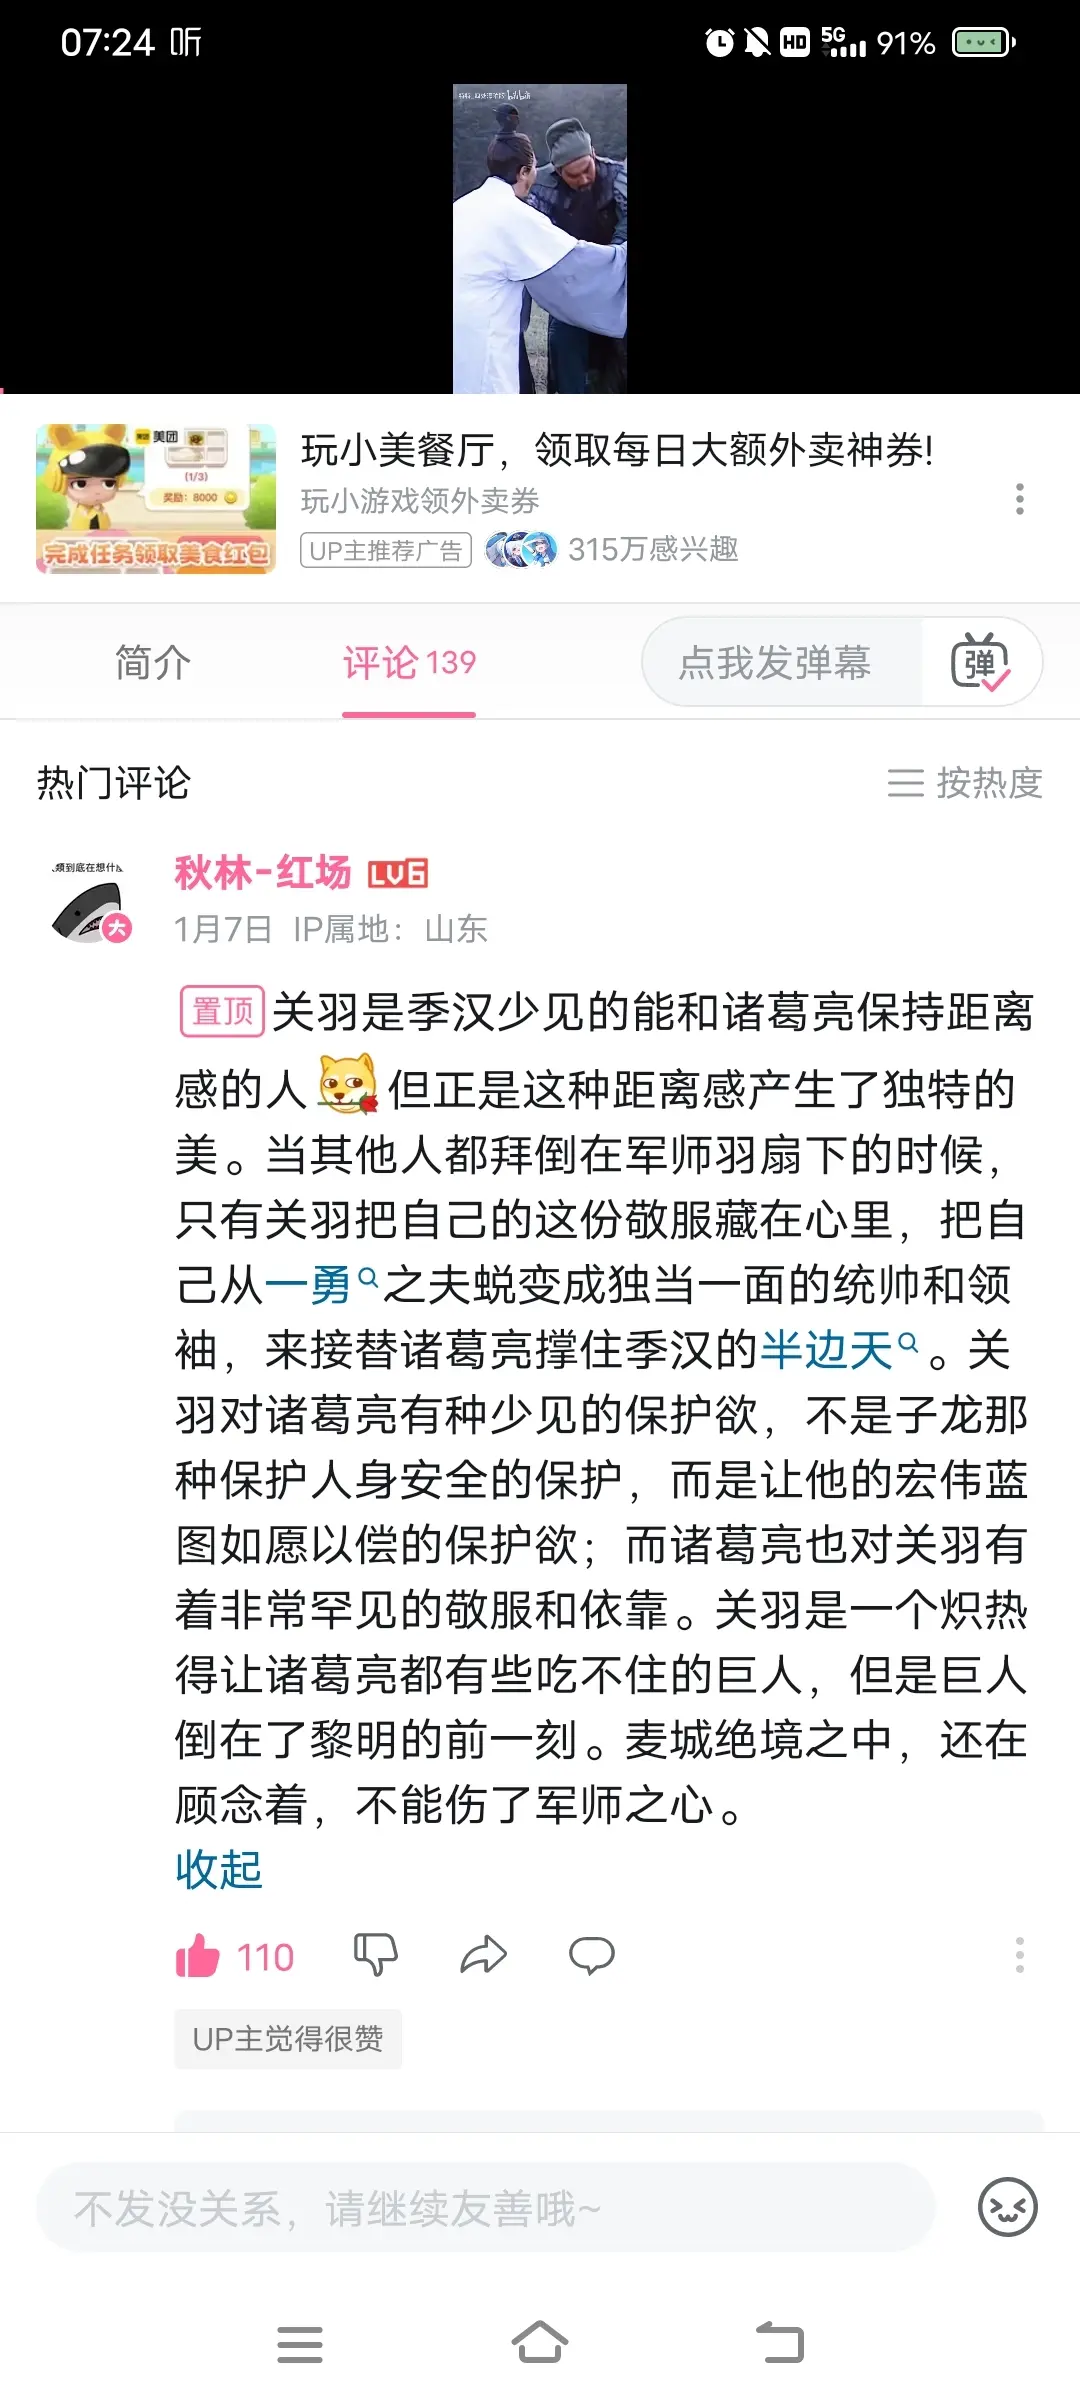 07:24 听
HD 5G 91%
bilibili
美团
(1/3)
奖励：8000
完成任务领取美食红包
玩小美餐厅，领取每日大额外卖神券!
玩小游戏领外卖券
UP主推荐广告 315万感兴趣
简介 评论 139 点我发弹幕 弹
热门评论 按热度
到底在想什
大
秋林-红场 LV6
1月7日 IP属地：山东
置顶 关羽是季汉少见的能和诸葛亮保持距离
感的人 但正是这种距离感产生了独特的
美。当其他人都拜倒在军师羽扇下的时候，
只有关羽把自己的这份敬服藏在心里，把自
己从一勇之夫蜕变成独当一面的统帅和领
袖，来接替诸葛亮撑住季汉的半边天。关
羽对诸葛亮有种少见的保护欲，不是子龙那
种保护人身安全的保护，而是让他的宏伟蓝
图如愿以偿的保护欲；而诸葛亮也对关羽有
着非常罕见的敬服和依靠。关羽是一个炽热
得让诸葛亮都有些吃不住的巨人，但是巨人
倒在了黎明的前一刻。麦城绝境之中，还在
顾念着，不能伤了军师之心。
收起
110
UP主觉得很赞
不发没关系，请继续友善哦~